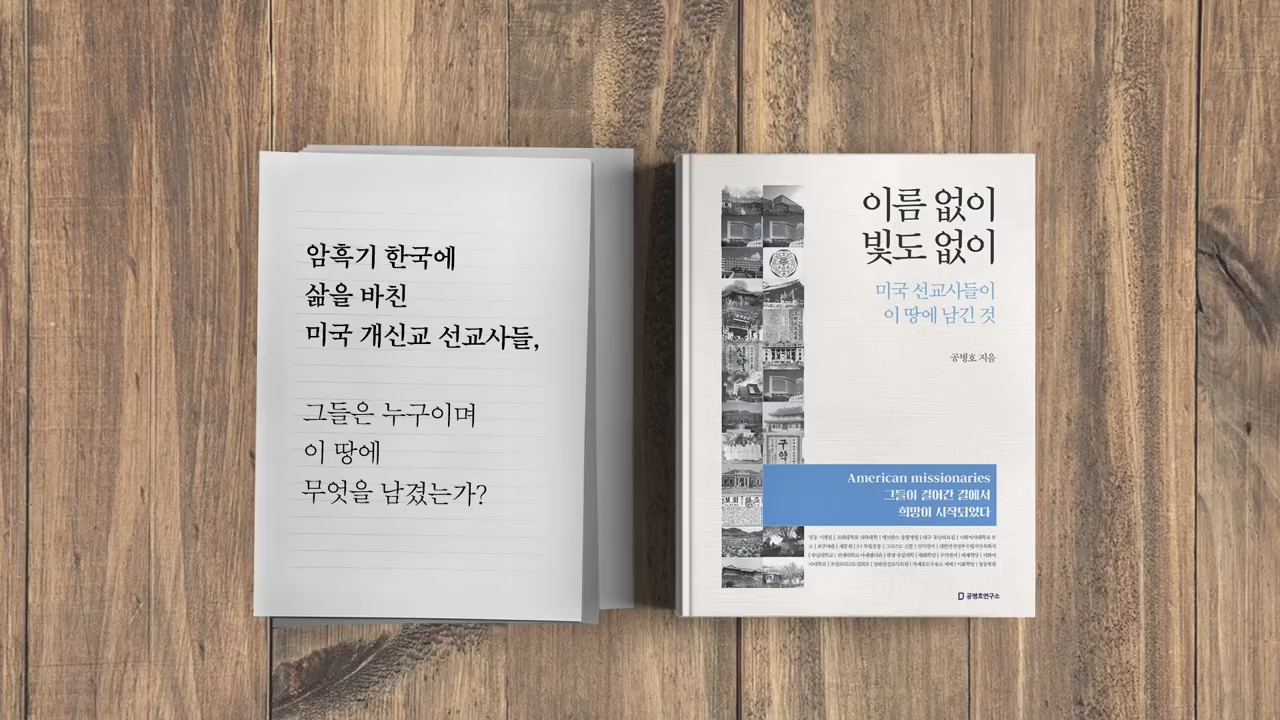 암흑기 한국에
삶을 바친
미국 개신교 선교사들,
그들은 누구이며
이 땅에
무엇을 남겼는가?
이름 없이
빛도 없이
미국 선교사들이
이 땅에 남긴 것
공병호 지음
구약
American missionaries
그들이 걸어간 길에서
희망이 시작되었다
공병호연구소